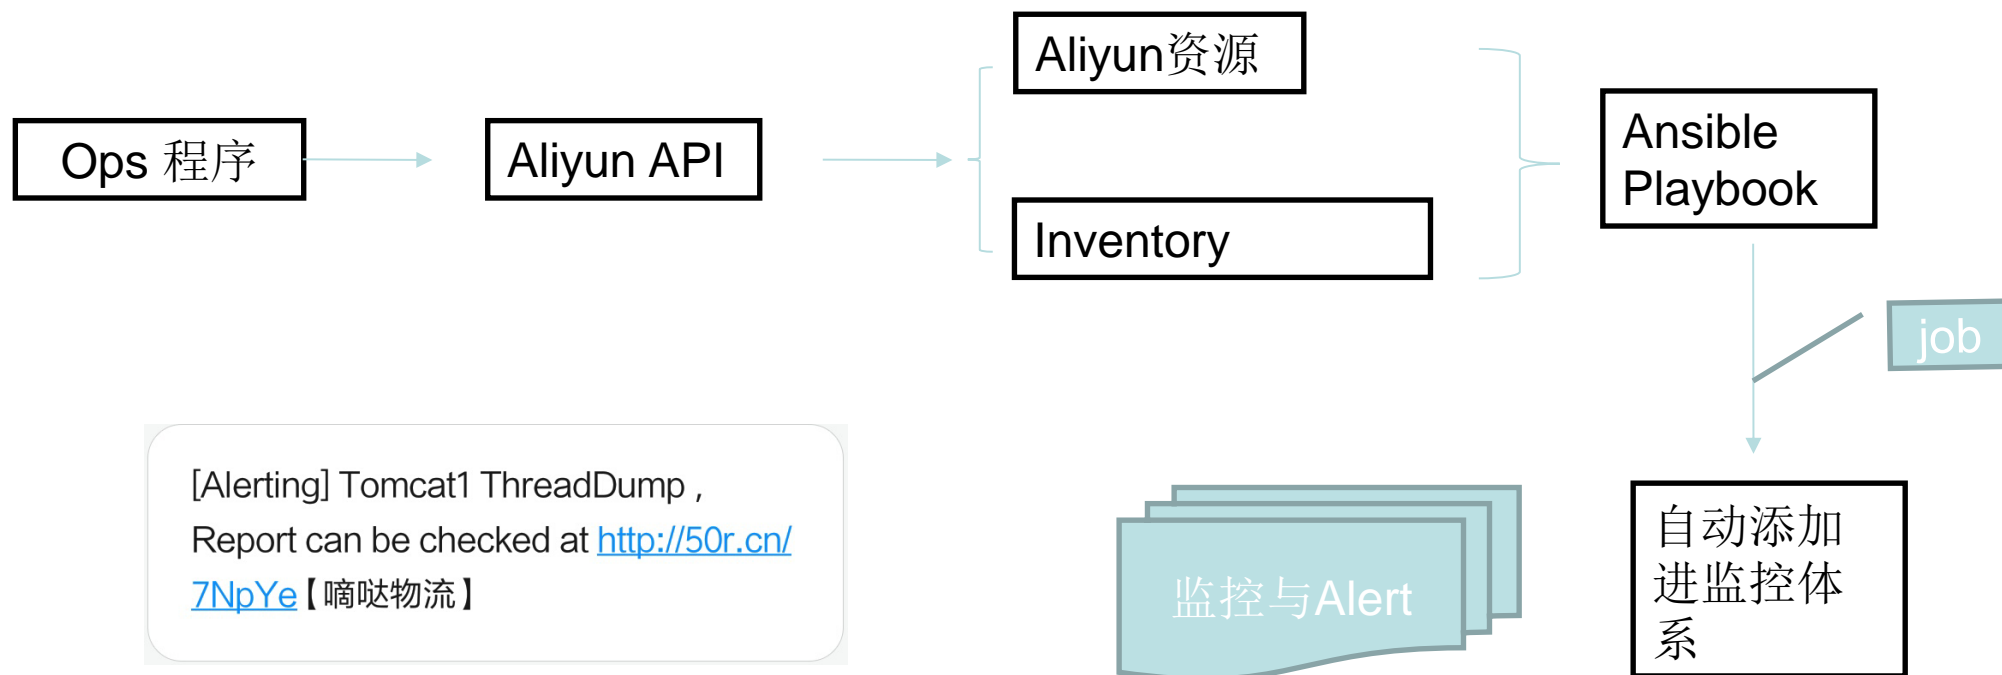 Aliyun资源
Ops 程序
Aliyun API
Ansible
Playbook
Inventory
job
[Alerting] Tomcat1 ThreadDump ,
Report can be checked at http://50r.cn/
7NpYe【嘀哒物流】
监控与Alert
自动添加
进监控体
系